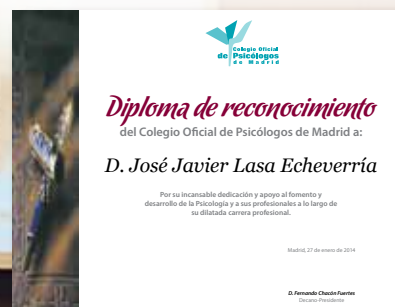 Colegio Oficial
de Psicólogos
de Madrid
Diploma de reconocimiento
del Colegio Oficial de Psicólogos de Madrid a:
D. José Javier Lasa Echeverría
Por su incansable dedicación y apoyo al fomento y
desarrollo de la Psicología y a sus profesionales a lo largo de
su dilatada carrera profesional.
Madrid, 27 de enero de 2014
D. Fernando Chacón Fuertes
Decano-Presidente